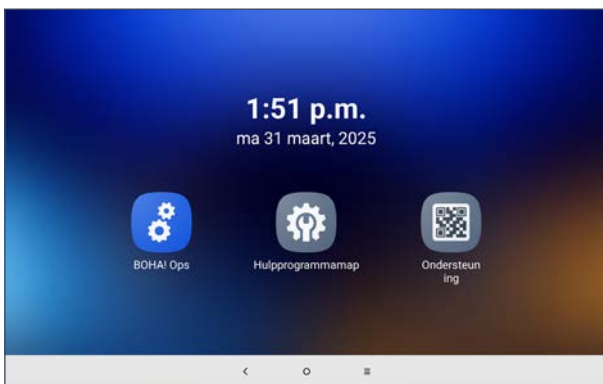 1:51 p.m.
ma 31 maart, 2025
BOHA! Ops
Hulpprogrammamap
Ondersteun
ing